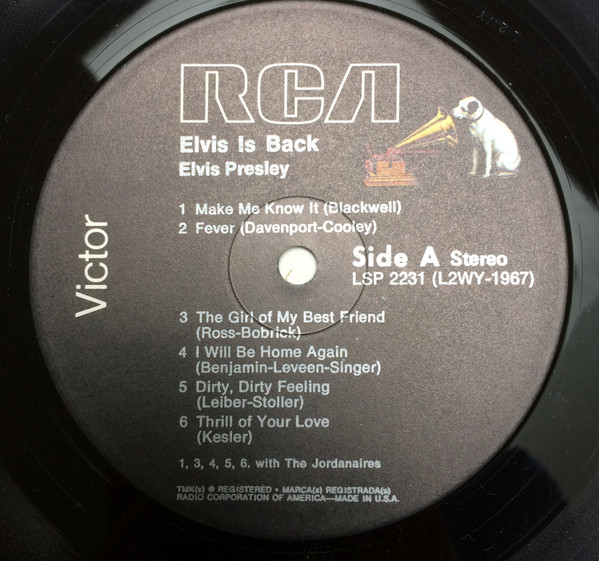 RCA
Elvis Is Back
Elvis Presley
1 Make Me Know It (Blackwell)
2 Fever (Davenport-Cooley)
Side A Stereo
LSP 2231 (L2WY-1967)
Victor
3 The Girl of My Best Friend
(Ross-Bobrick)
4 I Will Be Home Again
(Benjamin-Leveen-Singer)
5 Dirty, Dirty Feeling
(Leiber-Stoller)
6 Thrill of Your Love
(Kesler)
1, 3, 4, 5, 6. with The Jordanaires
TMK(s) ® REGISTERED • MARCA(s) REGISTRADA(s)
RADIO CORPORATION OF AMERICA—MADE IN U.S.A.